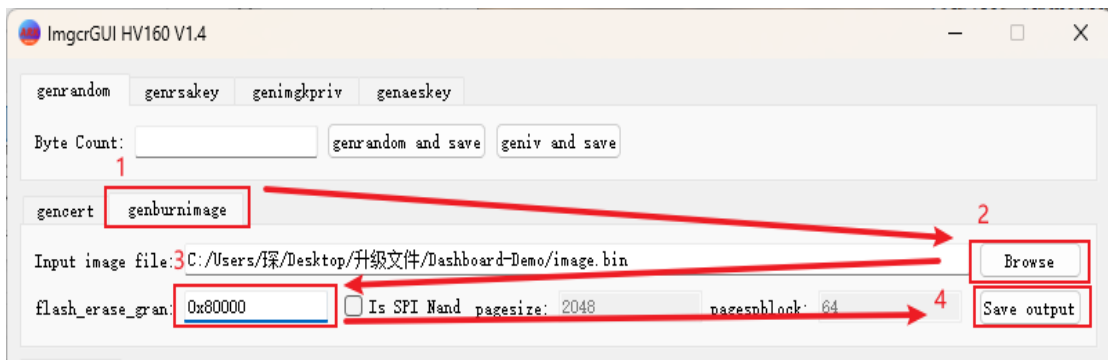 ImgcrGUI HV160 V1.4
genrandom genrsakey genimgkpriv genaeskey
Byte Count: genrandom and save geniv and save
1
gencert genburnimage
2
Input image file: 3 C:/Users/琛/Desktop/升级文件/Dashboard-Demo/image.bin Browse
4
flash_erase_gran: 0x80000 Is SPI Nand pagesize: 2048 pagespblock: 64 Save output